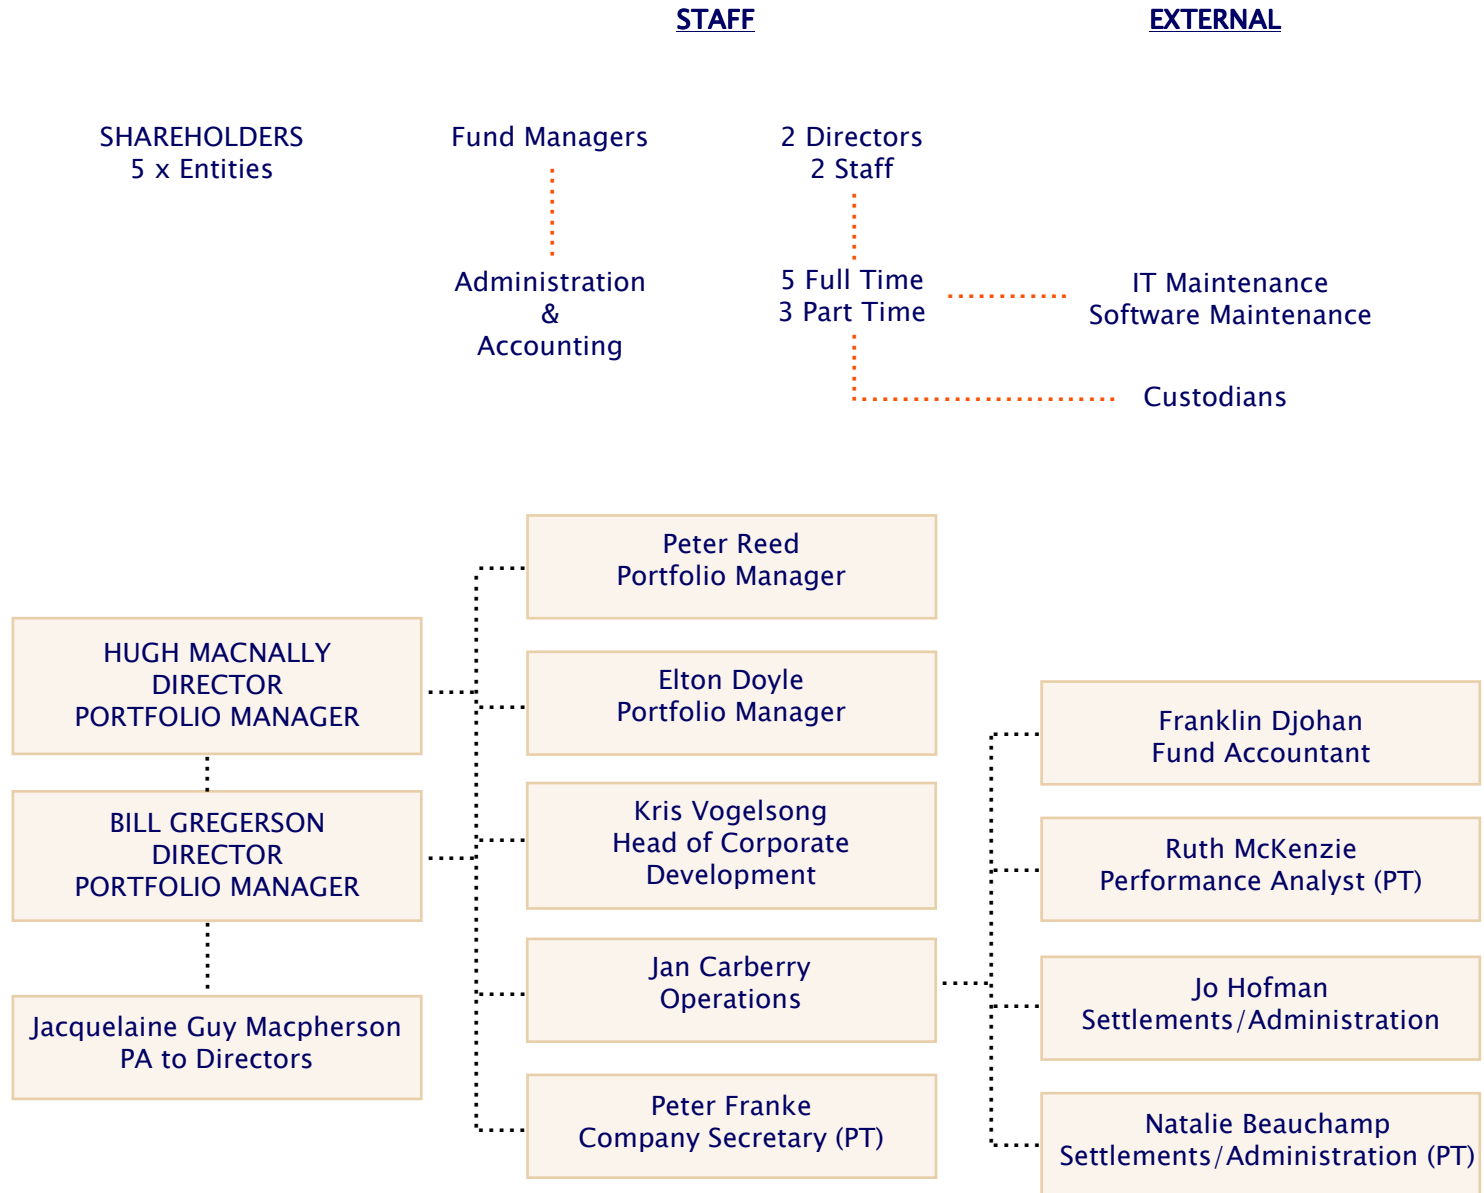 STAFF
EXTERNAL
SHAREHOLDERS
5 x Entities
Fund Managers
2 Directors
2 Staff
Administration
&
Accounting
5 Full Time
3 Part Time
IT Maintenance
Software Maintenance
Custodians
HUGH MACNALLY
DIRECTOR
PORTFOLIO MANAGER
BILL GREGERSON
DIRECTOR
PORTFOLIO MANAGER
Jacquelaine Guy Macpherson
PA to Directors
Peter Reed
Portfolio Manager
Elton Doyle
Portfolio Manager
Kris Vogelsong
Head of Corporate
Development
Jan Carberry
Operations
Peter Franke
Company Secretary (PT)
Franklin Djohan
Fund Accountant
Ruth McKenzie
Performance Analyst (PT)
Jo Hofman
Settlements/Administration
Natalie Beauchamp
Settlements/Administration (PT)